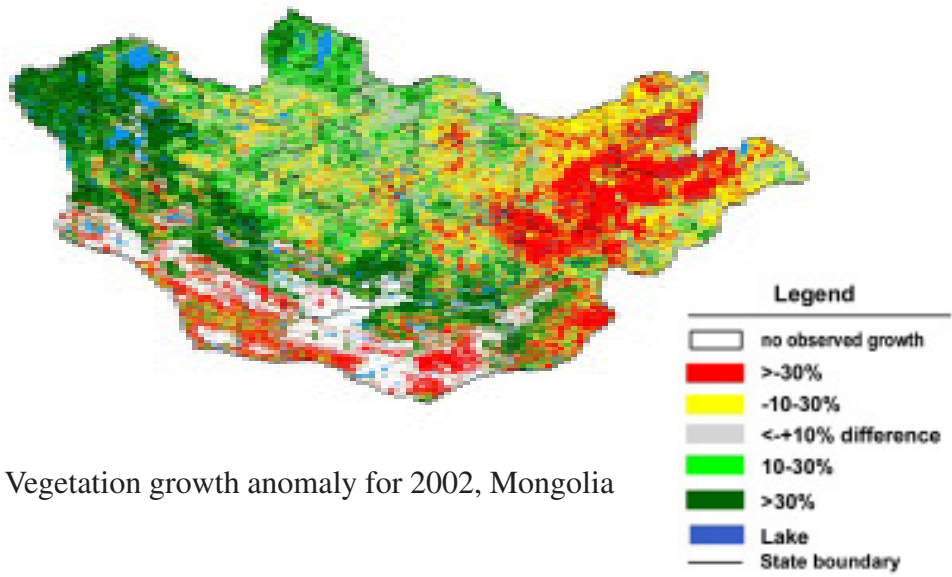 Legend
no observed growth
>-30%
-10-30%
<-+10% difference
10-30%
>30%
Lake
State boundary
Vegetation growth anomaly for 2002, Mongolia